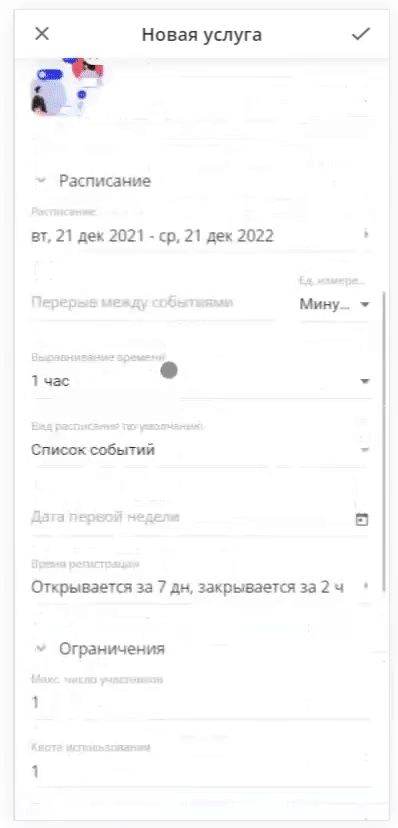 Новая услуга
Расписание
Расписание
вт, 21 дек 2021 - ср, 21 дек 2022
Ед. измере...
Перерыв между событиями
Мину...
Выравнивание времени
1 час
Вид расписания по умолчанию
Список событий
Дата первой недели
Время регистрации
Открывается за 7 дн, закрывается за 2 ч
Ограничения
Макс. число участников
1
Квота использования
1